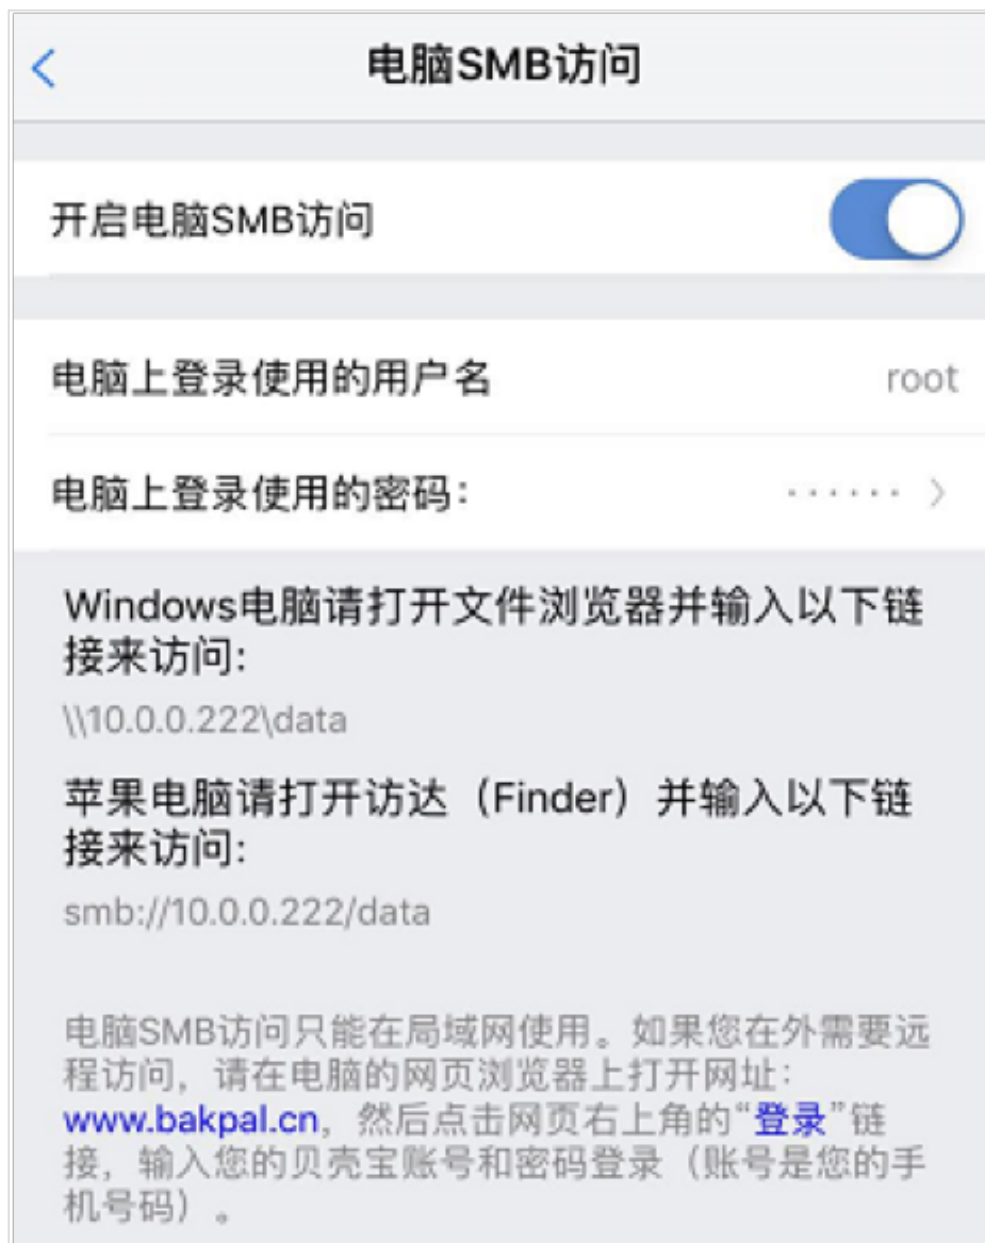 电脑SMB访问
开启电脑SMB访问
电脑上登录使用的用户名 root
电脑上登录使用的密码: ······
Windows电脑请打开文件浏览器并输入以下链
接来访问:
\\10.0.0.222\data
苹果电脑请打开访达（Finder）并输入以下链
接来访问:
smb://10.0.0.222/data
电脑SMB访问只能在局域网使用。如果您在外需要远
程访问，请在电脑的网页浏览器上打开网址:
www.bakpal.cn，然后点击网页右上角的“登录”链
接，输入您的贝壳宝账号和密码登录（账号是您的手
机号码）。